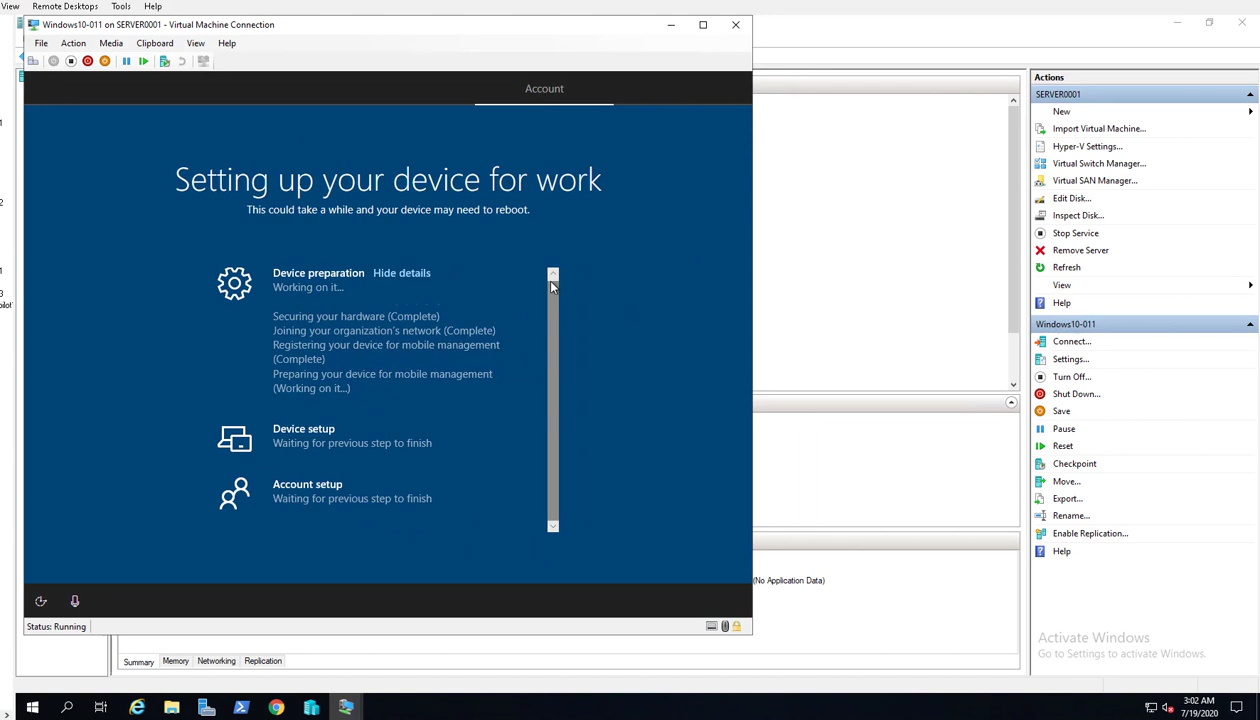 View Remote Desktops Tools Help
Windows10-011 on SERVER0001 - Virtual Machine Connection
File Action Media Clipboard View Help
Account
Setting up your device for work
This could take a while and your device may need to reboot.
Device preparation Hide details
Working on it...
Securing your hardware (Complete)
Joining your organization's network (Complete)
Registering your device for mobile management
(Complete)
Preparing your device for mobile management
(Working on it...)
Device setup
Waiting for previous step to finish
Account setup
Waiting for previous step to finish
Status: Running
(No Application Data)
Summary Memory Networking Replication
Actions
SERVER0001
New
Import Virtual Machine...
Hyper-V Settings...
Virtual Switch Manager...
Virtual SAN Manager...
Edit Disk...
Inspect Disk...
Stop Service
Remove Server
Refresh
View
Help
Windows10-011
Connect...
Settings...
Turn Off...
Shut Down...
Save
Pause
Reset
Checkpoint
Move...
Export...
Rename...
Enable Replication...
Help
Activate Windows
Go to Settings to activate Windows.
3:02 AM
7/19/2020